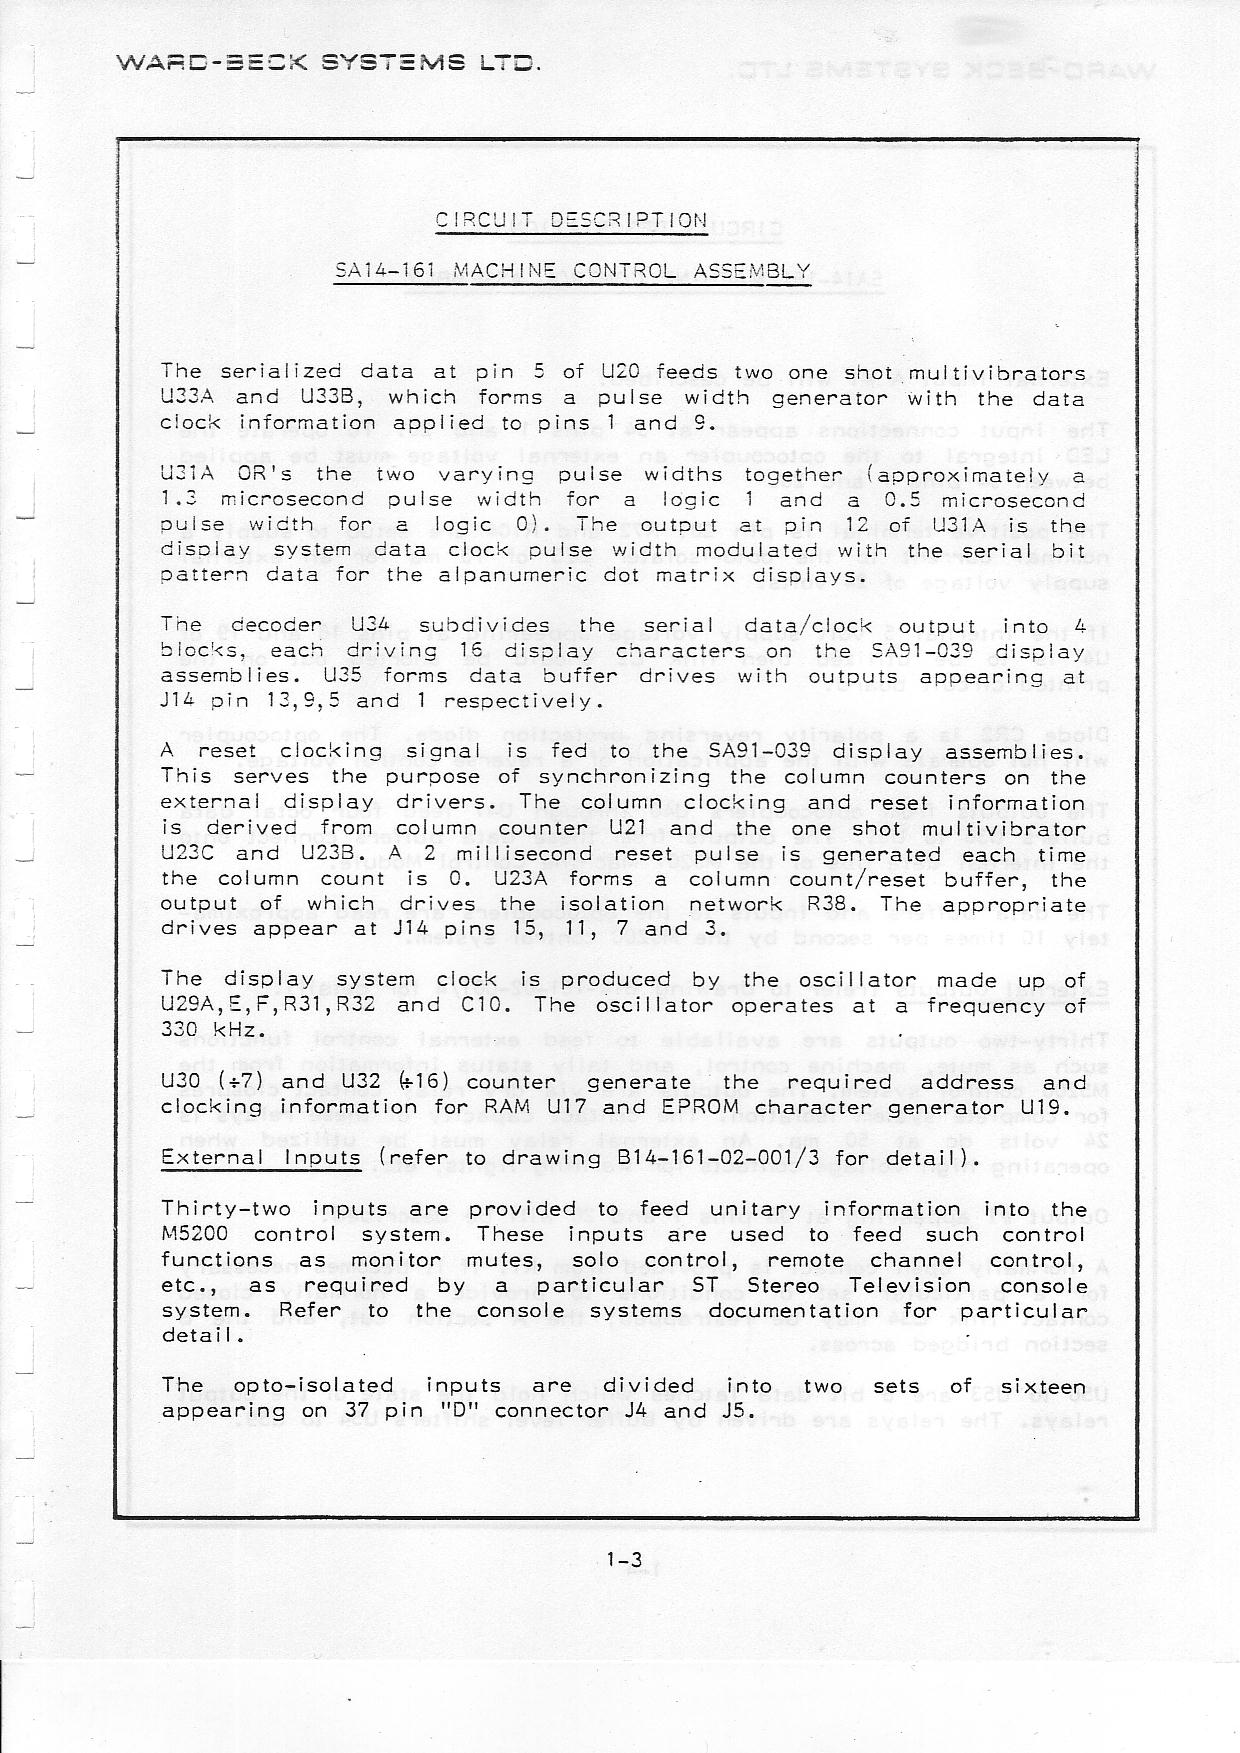 WARD-BECK SYSTEMS LTD.
CIRCUIT DESCRIPTION
SA14-161 MACHINE CONTROL ASSEMBLY
The serialized data at pin 5 of U20 feeds two one shot multivibrators
U33A and U33B, which forms a pulse width generator with the data
clock information applied to pins 1 and 9.
U31A OR's the two varying pulse widths together (approximately a
1.3 microsecond pulse width for a logic 1 and a 0.5 microsecond
pulse width for a logic 0). The output at pin 12 of U31A is the
display system data clock pulse width modulated with the serial bit
pattern data for the alpanumeric dot matrix displays.
The decoder U34 subdivides the serial data/clock output into 4
blocks, each driving 16 display characters on the SA91-039 display
assemblies. U35 forms data buffer drives with outputs appearing at
J14 pin 13,9,5 and 1 respectively.
A reset clocking signal is fed to the SA91-039 display assemblies.
This serves the purpose of synchronizing the column counters on the
external display drivers. The column clocking and reset information
is derived from column counter U21 and the one shot multivibrator
U23C and U23B. A 2 millisecond reset pulse is generated each time
the column count is 0. U23A forms a column count/reset buffer, the
output of which drives the isolation network R38. The appropriate
drives appear at J14 pins 15, 11, 7 and 3.
The display system clock is produced by the oscillator made up of
U29A,E,F,R31,R32 and C10. The oscillator operates at a frequency of
330 kHz.
U30 (÷7) and U32 (÷16) counter generate the required address and
clocking information for RAM U17 and EPROM character generator U19.
External Inputs (refer to drawing B14-161-02-001/3 for detail).
Thirty-two inputs are provided to feed unitary information into the
M5200 control system. These inputs are used to feed such control
functions as monitor mutes, solo control, remote channel control,
etc., as required by a particular ST Stereo Television console
system. Refer to the console systems documentation for particular
detail.
The opto-isolated inputs are divided into two sets of sixteen
appearing on 37 pin "D" connector J4 and J5.
1-3